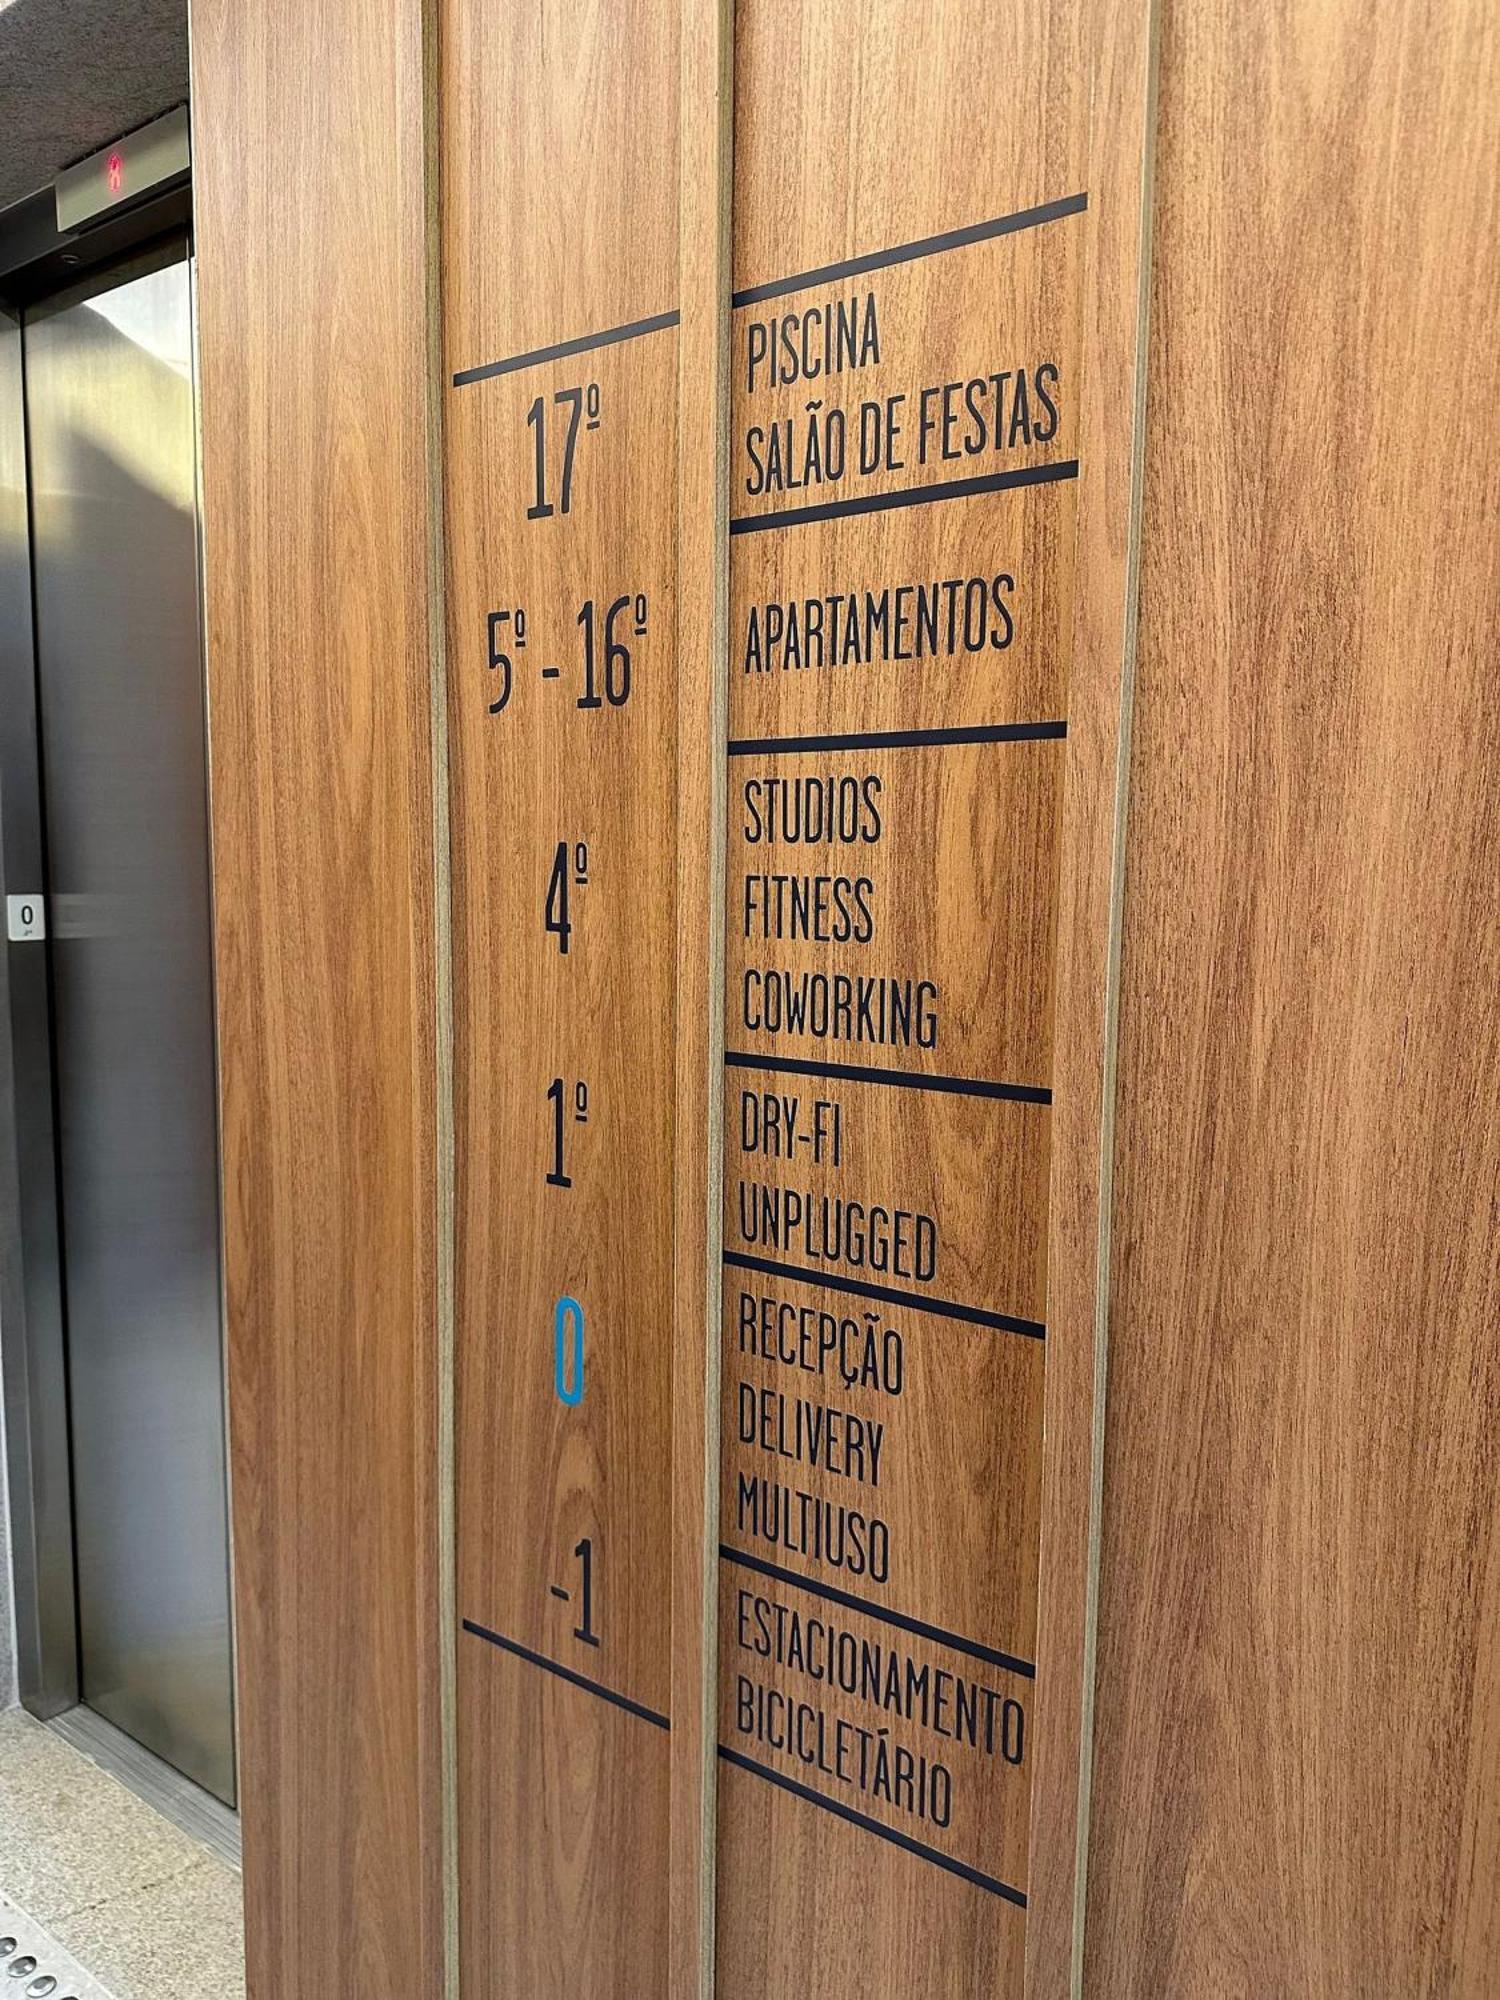 17º
PISCINA
SALÃO DE FESTAS
5º - 16º
APARTAMENTOS
4º
STUDIOS
FITNESS
COWORKING
1º
DRY-FI
UNPLUGGED
0
RECEPÇÃO
DELIVERY
MULTIUSO
-1
ESTACIONAMENTO
BICICLETÁRIO
0